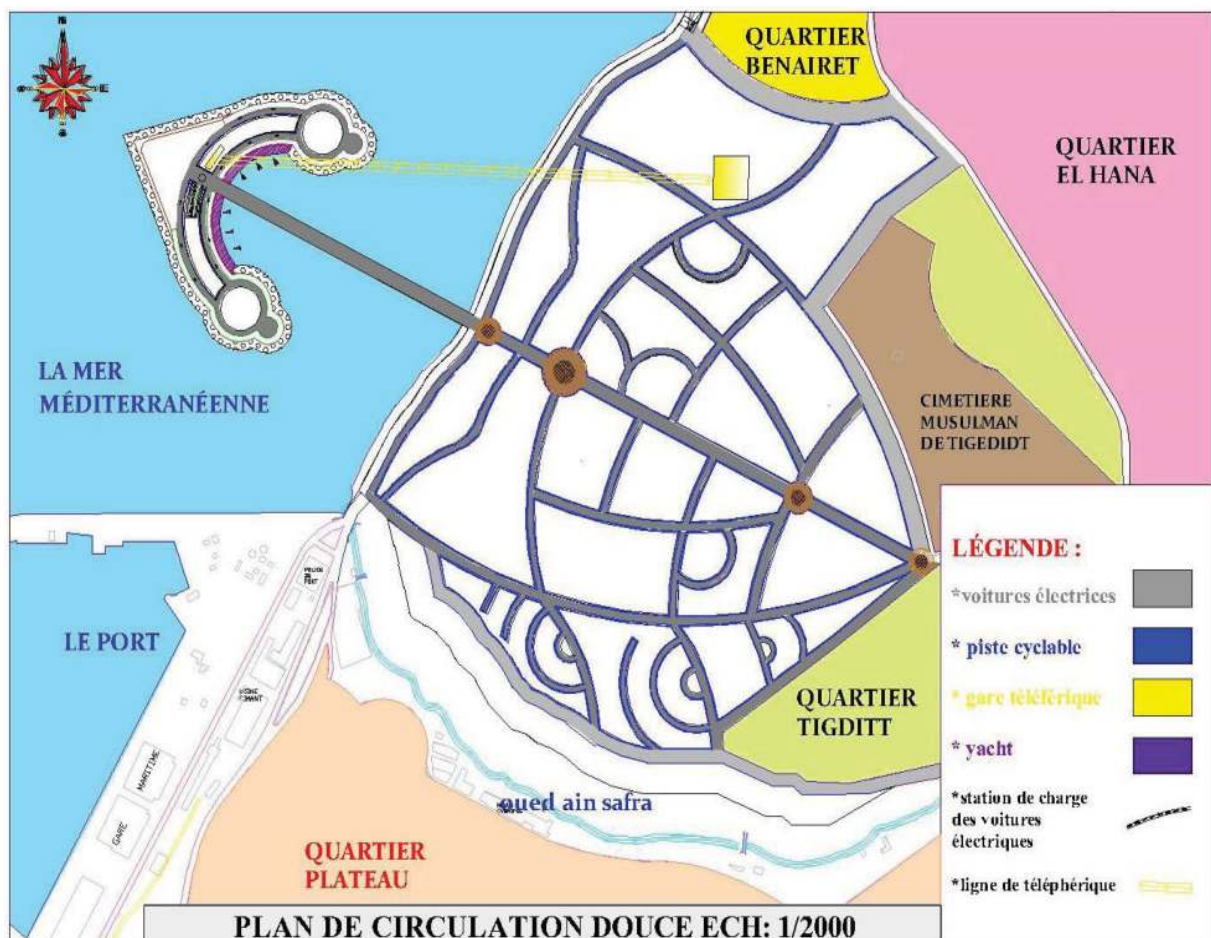 QUARTIER
BENAIRET
QUARTIER
EL HANA
LA MER
MÉDITERRANÉENNE
CIMETIERE
MUSULMAN
DE TIGEDIDT
LE PORT
MARITIME
GARE
QUARTIER
TIGDITT
oued ain safra
QUARTIER
PLATEAU
LÉGENDE :
*voitures électrices
* piste cyclable
* gare téléférique
* yacht
*station de charge
des voitures
électriques
*ligne de téléphérique
PLAN DE CIRCULATION DOUCE ECH: 1/2000